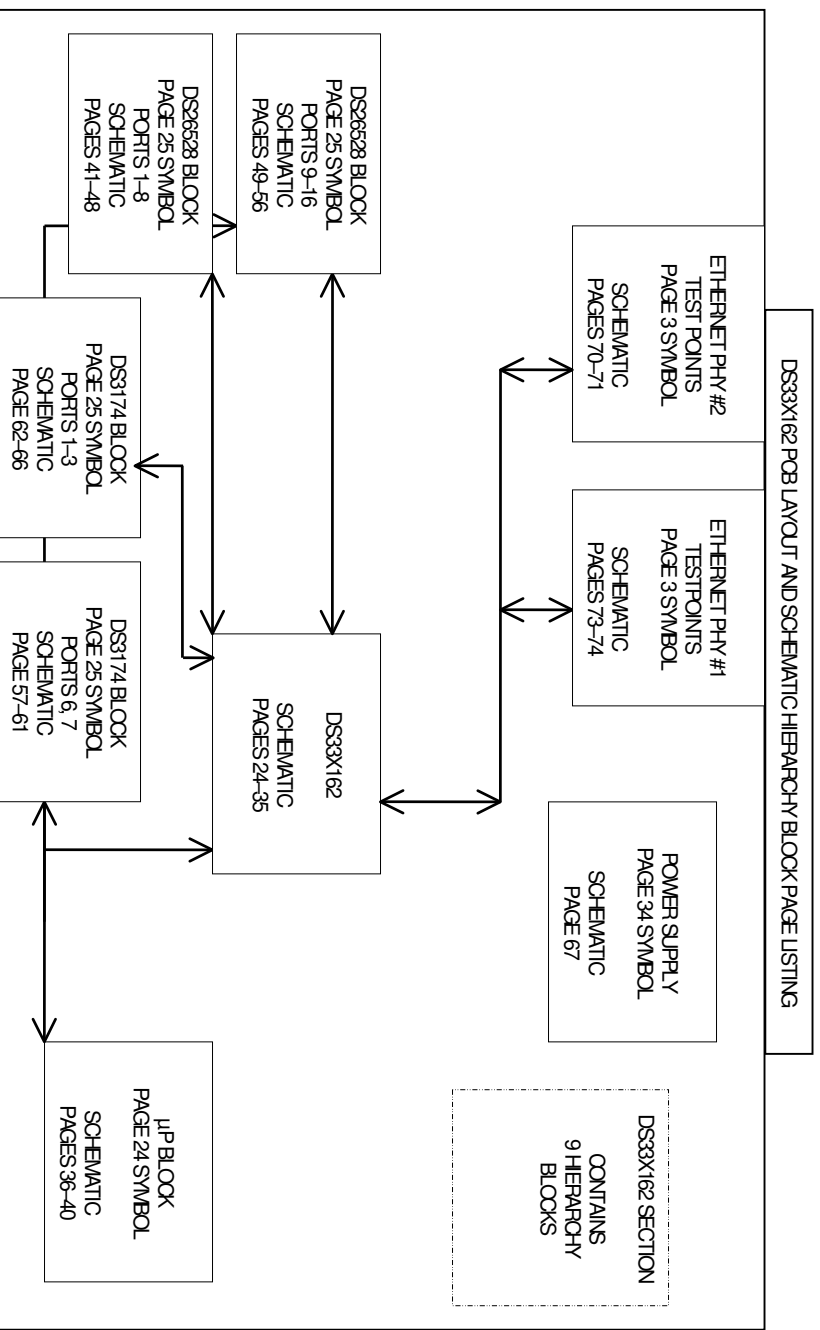 DS33X162 PCB LAYOUT AND SCHEMATIC HIERARCHY BLOCK PAGE LISTING
ETHERNET PHY #2
TEST POINTS
PAGE 3 SYMBOL
SCHEMATIC
PAGES 70–71
ETHERNET PHY #1
TESTPOINTS
PAGE 3 SYMBOL
SCHEMATIC
PAGES 73–74
POWER SUPPLY
PAGE 34 SYMBOL
SCHEMATIC
PAGE 67
DS33X162 SECTION
CONTAINS
9 HIERARCHY
BLOCKS
DS26528 BLOCK
PAGE 25 SYMBOL
PORTS 9–16
SCHEMATIC
PAGES 49–56
DS33X162
SCHEMATIC
PAGES 24–35
DS26528 BLOCK
PAGE 25 SYMBOL
PORTS 1–8
SCHEMATIC
PAGES 41–48
DS3174 BLOCK
PAGE 25 SYMBOL
PORTS 1–3
SCHEMATIC
PAGE 62–66
DS3174 BLOCK
PAGE 25 SYMBOL
PORTS 6, 7
SCHEMATIC
PAGE 57–61
µP BLOCK
PAGE 24 SYMBOL
SCHEMATIC
PAGES 36–40